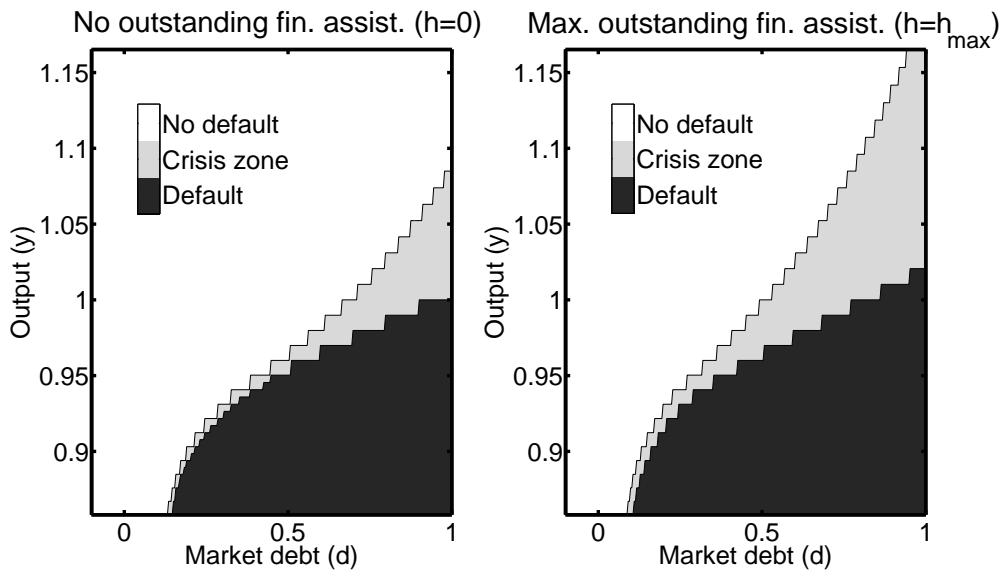 No outstanding fin. assist. (h=0)
1.15
1.1
1.05
1
0.95
0.9
Output (y)
No default
Crisis zone
Default
0
0.5
1
Market debt (d)
Max. outstanding fin. assist. (h=h_max)
1.15
1.1
1.05
1
0.95
0.9
Output (y)
No default
Crisis zone
Default
0
0.5
1
Market debt (d)